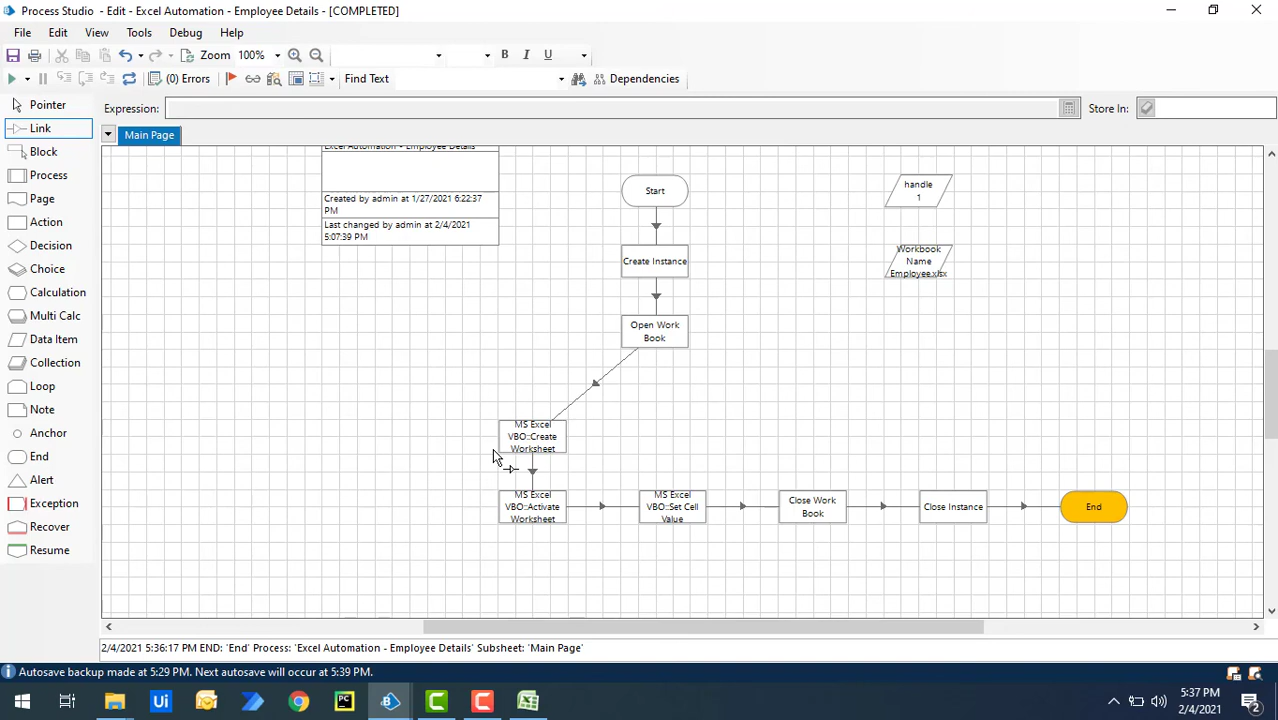 Process Studio - Edit - Excel Automation - Employee Details - [COMPLETED]
File Edit View Tools Debug Help
Zoom 100% B I U
(0) Errors Find Text Dependencies
Pointer
Link
Block
Process
Page
Action
Decision
Choice
Calculation
Multi Calc
Data Item
Collection
Loop
Note
Anchor
End
Alert
Exception
Recover
Resume
Expression: Store In:
Main Page
Excel Automation - Employee Details
Created by admin at 1/27/2021 6:22:37
PM
Last changed by admin at 2/4/2021
5:07:39 PM
Start
handle
1
Create Instance
Workbook
Name
Employee.xlsx
Open Work
Book
MS Excel
VBO::Create
Worksheet
MS Excel
VBO::Activate
Worksheet
MS Excel
VBO::Set Cell
Value
Close Work
Book
Close Instance
End
2/4/2021 5:36:17 PM END: 'End' Process: 'Excel Automation - Employee Details' Subsheet: 'Main Page'
Autosave backup made at 5:29 PM. Next autosave will occur at 5:39 PM.
Ui
PC
5:37 PM
2/4/2021
2